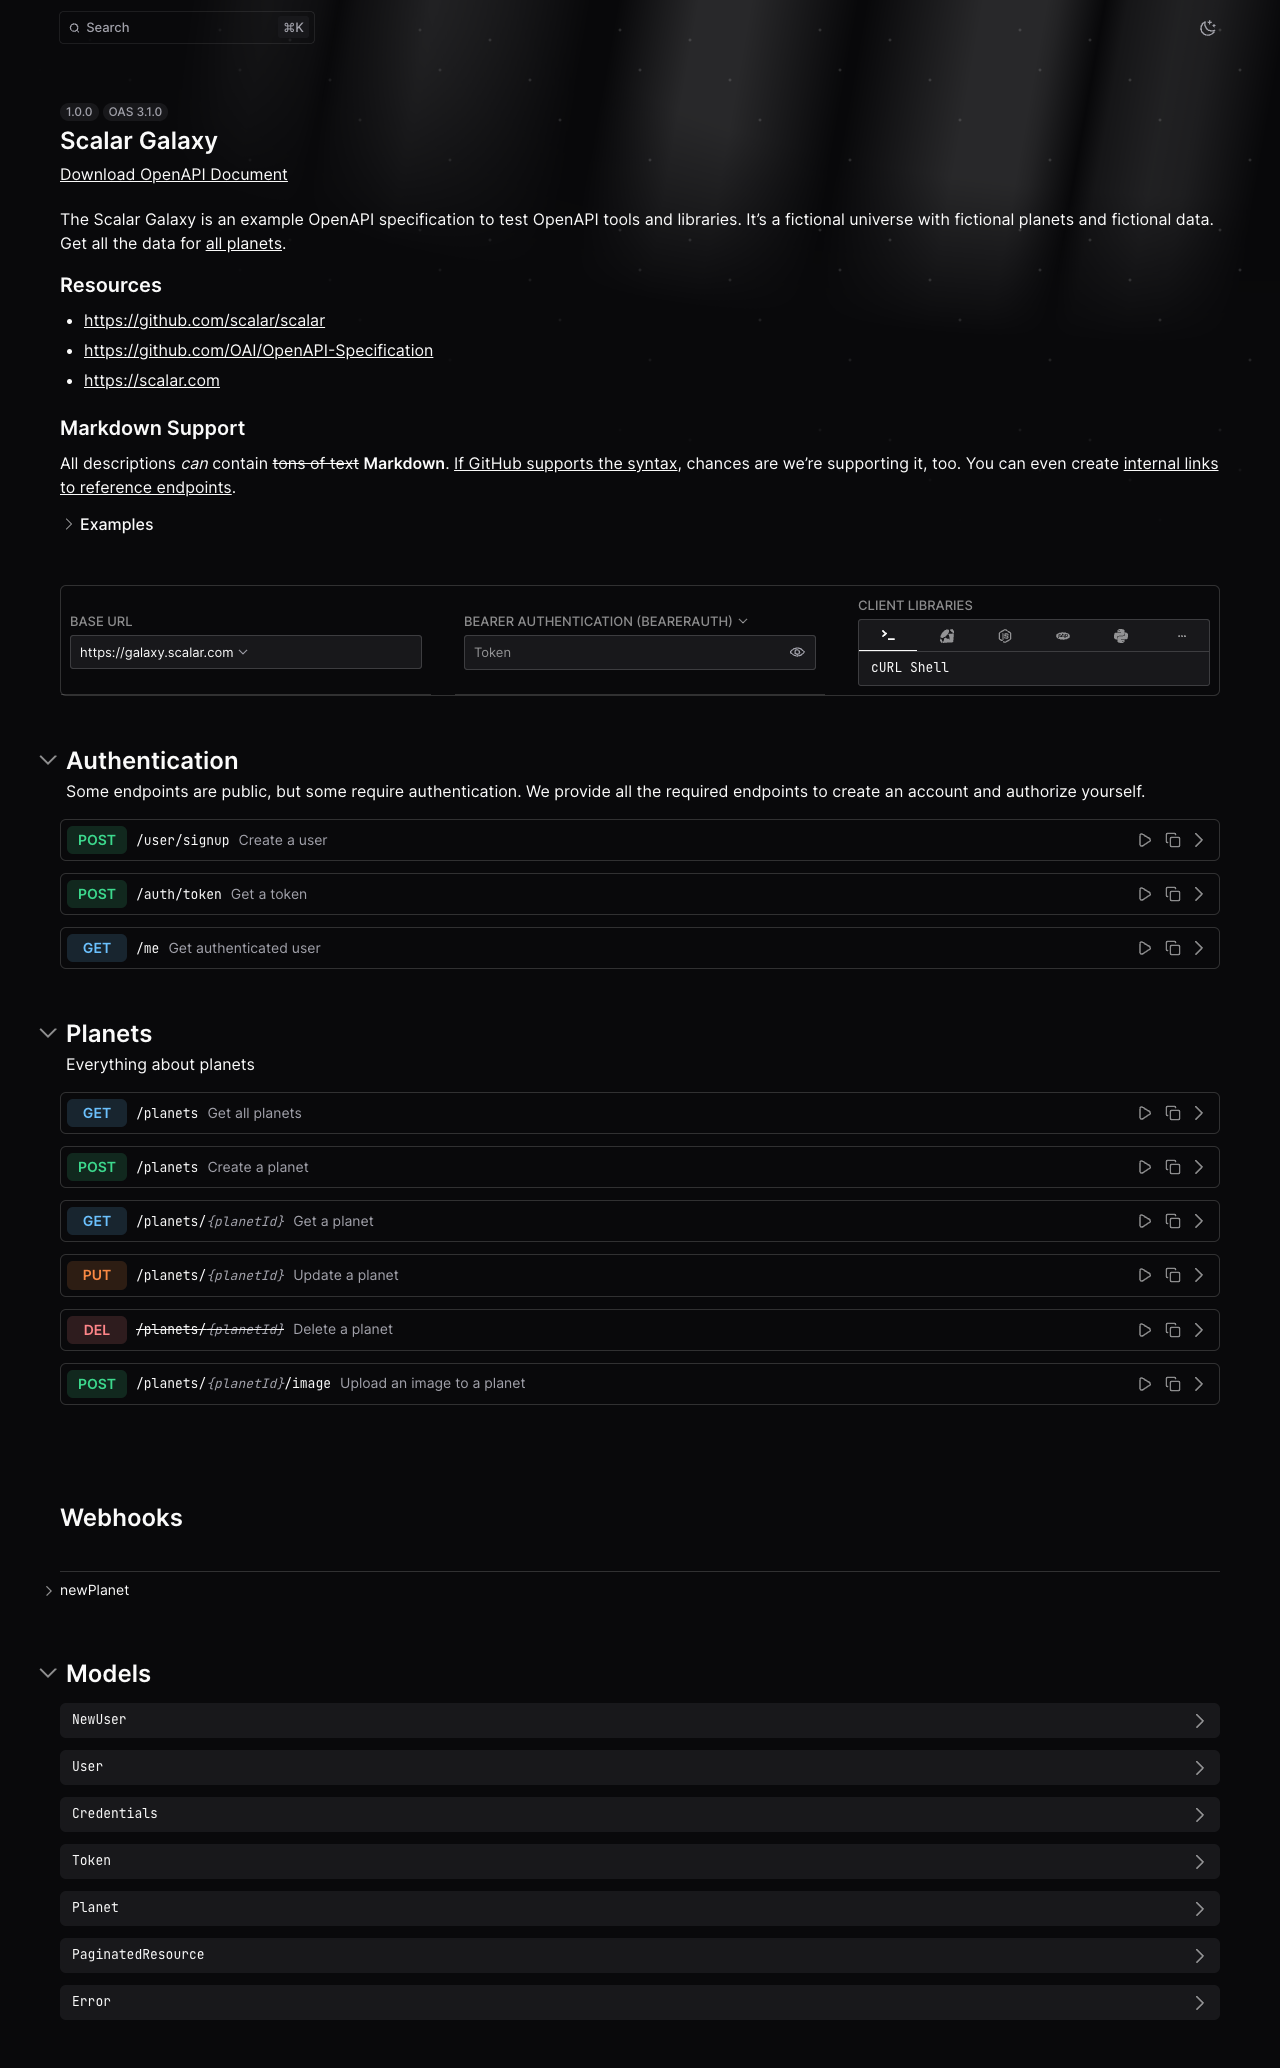 Search ⌘K
1.0.0 OAS 3.1.0
Scalar Galaxy
Download OpenAPI Document
The Scalar Galaxy is an example OpenAPI specification to test OpenAPI tools and libraries. It’s a fictional universe with fictional planets and fictional data.
Get all the data for all planets.
Resources
• https://github.com/scalar/scalar
• https://github.com/OAI/OpenAPI-Specification
• https://scalar.com
Markdown Support
All descriptions can contain tons of text Markdown. If GitHub supports the syntax, chances are we’re supporting it, too. You can even create internal links
to reference endpoints.
Examples
BASE URL
https://galaxy.scalar.com
BEARER AUTHENTICATION (BEARERAUTH)
Token
CLIENT LIBRARIES
cURL Shell
Authentication
Some endpoints are public, but some require authentication. We provide all the required endpoints to create an account and authorize yourself.
POST /user/signup Create a user
POST /auth/token Get a token
GET /me Get authenticated user
Planets
Everything about planets
GET /planets Get all planets
POST /planets Create a planet
GET /planets/{planetId} Get a planet
PUT /planets/{planetId} Update a planet
DEL /planets/{planetId} Delete a planet
POST /planets/{planetId}/image Upload an image to a planet
Webhooks
newPlanet
Models
NewUser
User
Credentials
Token
Planet
PaginatedResource
Error